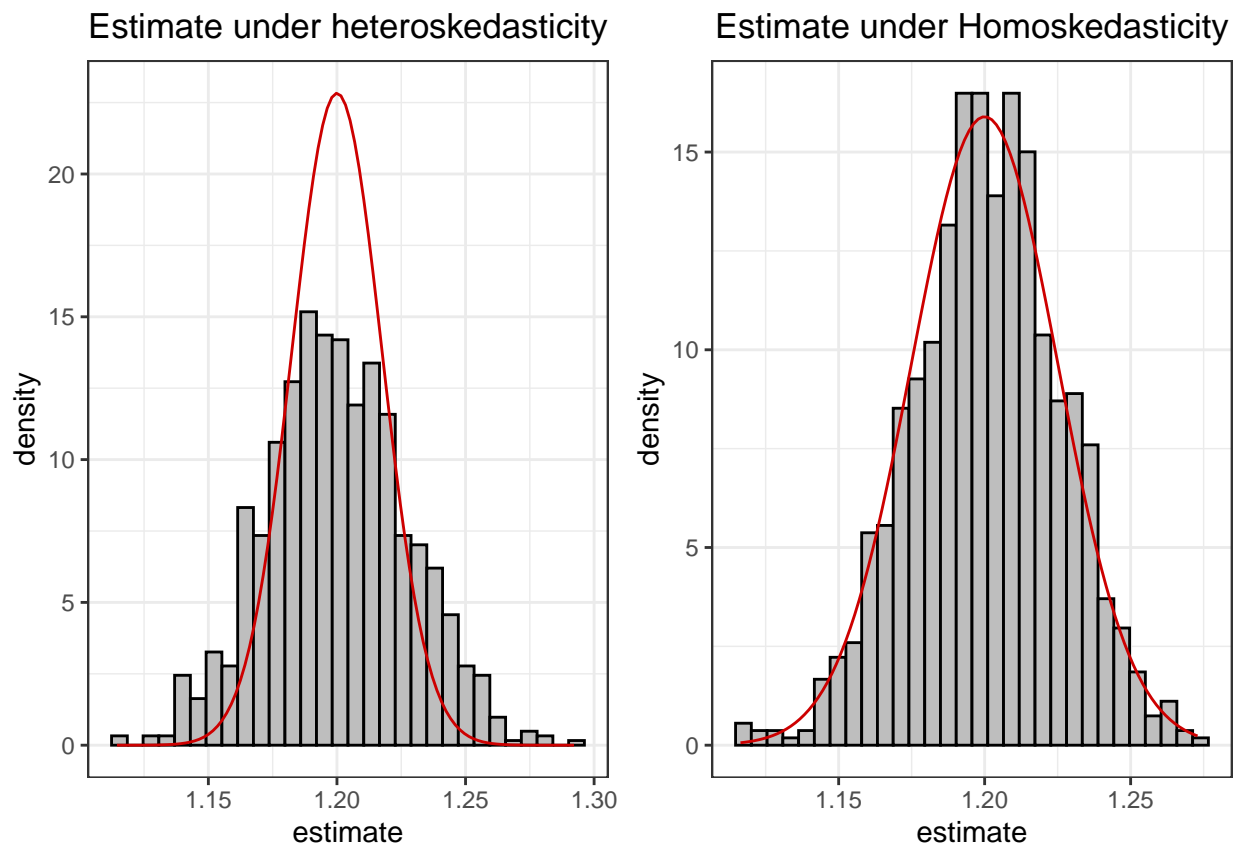 Estimate under heteroskedasticity
20
15
10
5
0
density
1.15 1.20 1.25 1.30
estimate
Estimate under Homoskedasticity
15
10
5
0
density
1.15 1.20 1.25
estimate